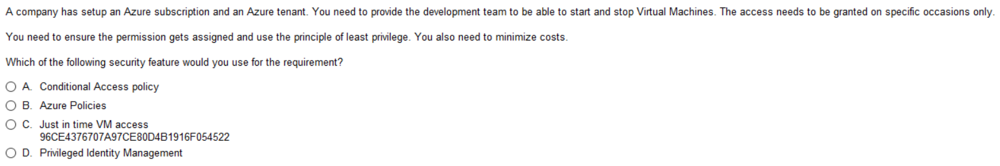 A company has setup an Azure subscription and an Azure tenant. You need to provide the development team to be able to start and stop Virtual Machines. The access needs to be granted on specific occasions only.
You need to ensure the permission gets assigned and use the principle of least privilege. You also need to minimize costs.
Which of the following security feature would you use for the requirement?
A. Conditional Access policy
B. Azure Policies
C. Just in time VM access
96CE4376707A97CE80D4B1916F054522
D. Privileged Identity Management